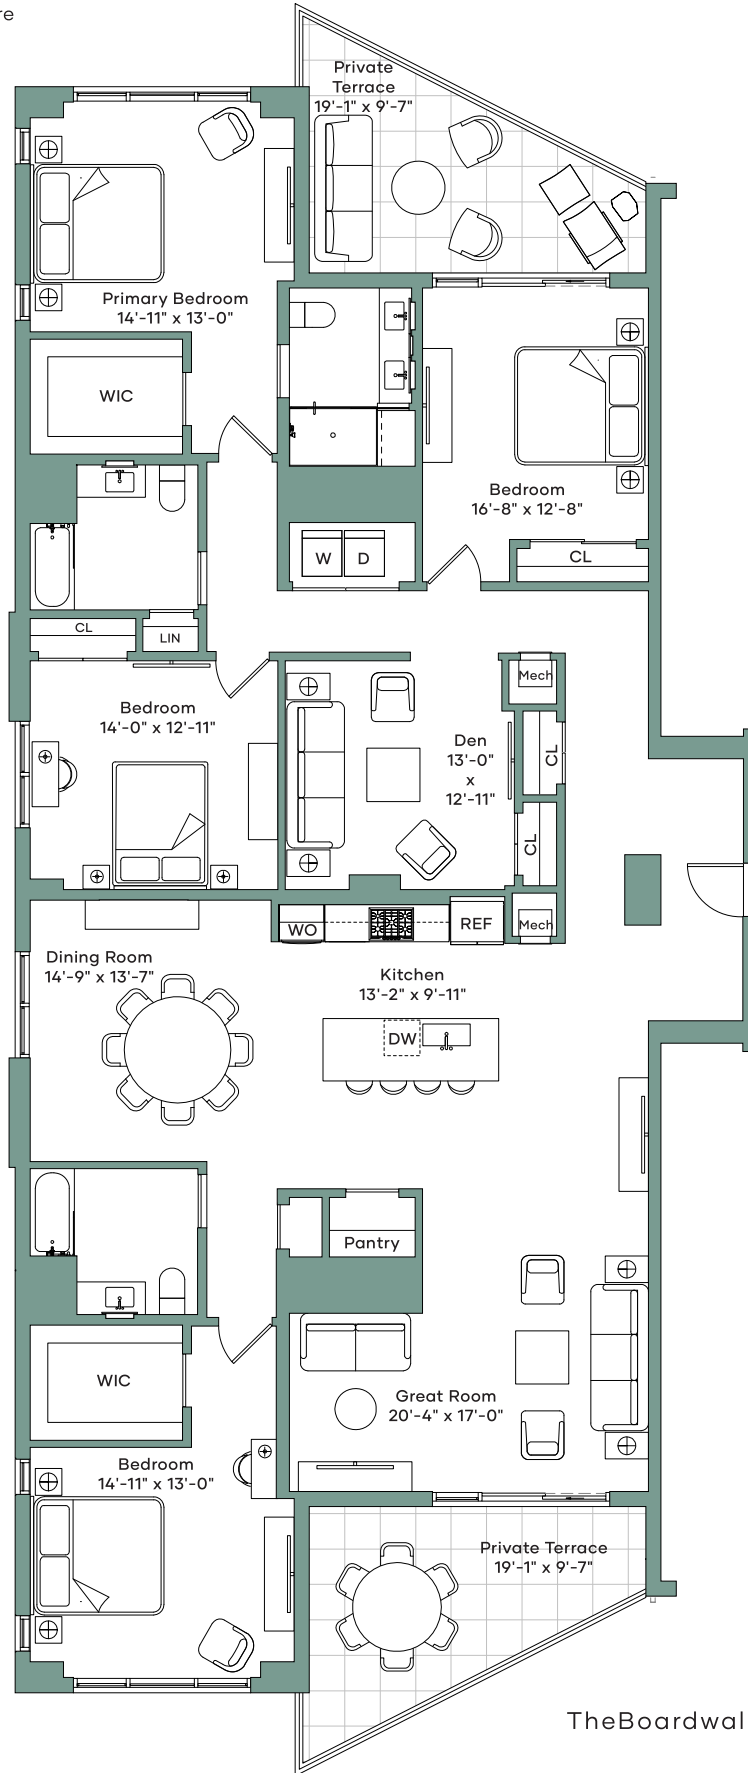 re
Private
Terrace
19'-1" x 9'-7"
Primary Bedroom
14'-11" x 13'-0"
WIC
Bedroom
16'-8" x 12'-8"
CL
W
D
CL
LIN
Mech
Bedroom
14'-0" x 12'-11"
Den
13'-0"
x
12'-11"
CL
CL
WO
REF
Mech
Dining Room
14'-9" x 13'-7"
Kitchen
13'-2" x 9'-11"
DW
Pantry
WIC
Great Room
20'-4" x 17'-0"
Bedroom
14'-11" x 13'-0"
Private Terrace
19'-1" x 9'-7"
TheBoardwal